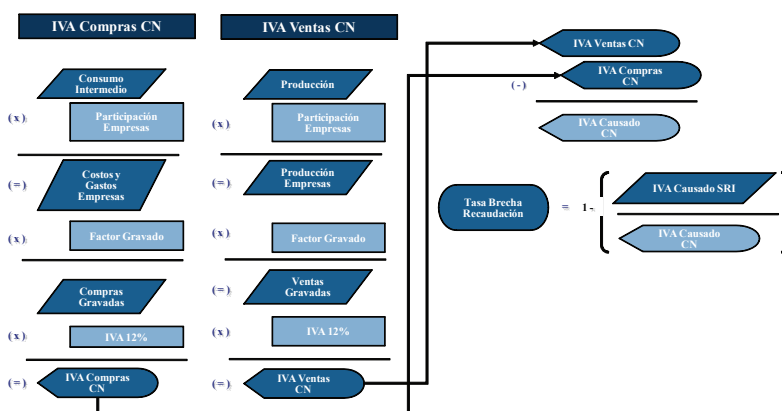 IVA Compras CN
Consumo
Intermedio
(x)
Participación
Empresas
(=)
Costos y
Gastos
Empresas
(x)
Factor Gravado
Compras
Gravadas
(x)
IVA 12%
(=)
IVA Compras
CN
IVA Ventas CN
Producción
(x)
Participación
Empresas
(=)
Producción
Empresas
(x)
Factor Gravado
(=)
Ventas
Gravadas
(x)
IVA 12%
(=)
IVA Ventas
CN
IVA Ventas CN
(-)
IVA Compras
CN
IVA Causado
CN
Tasa Brecha
Recaudación
=
1-
IVA Causado SRI
IVA Causado
CN